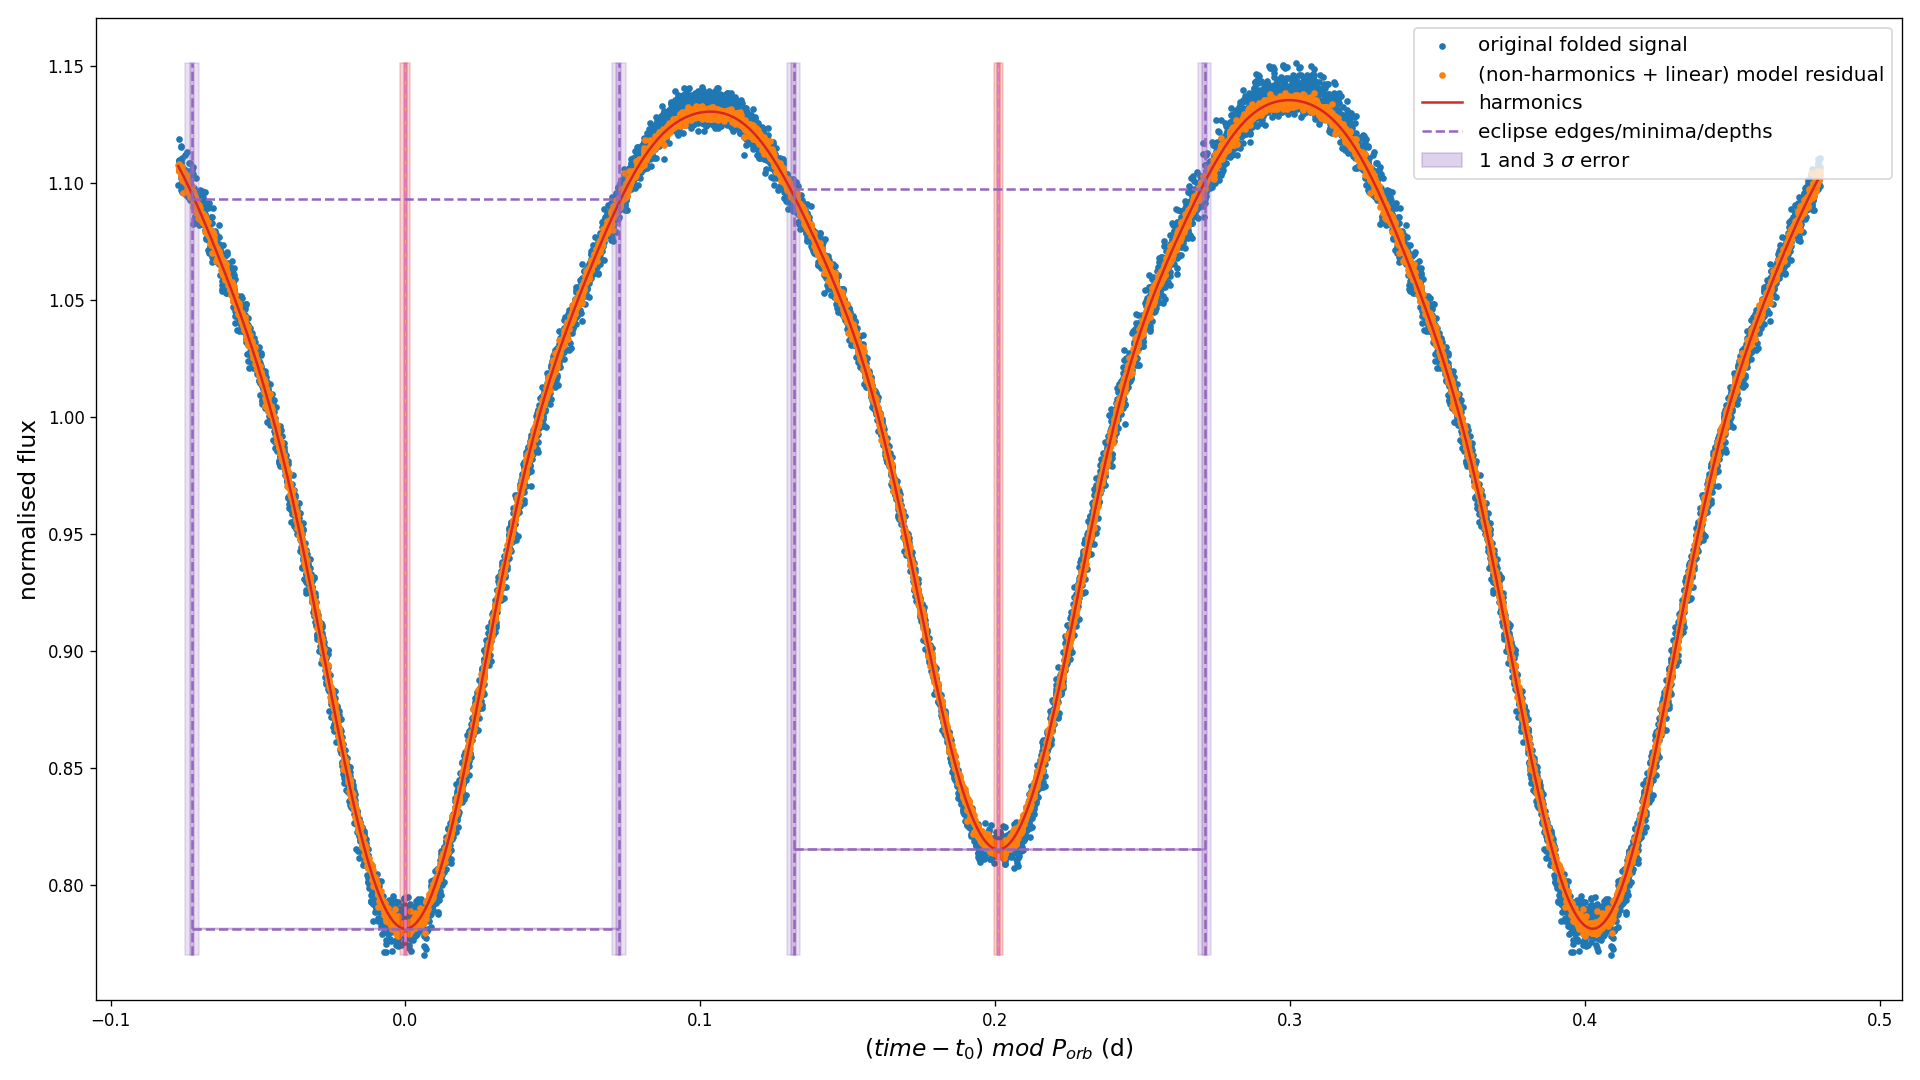 original folded signal
(non-harmonics + linear) model residual
harmonics
eclipse edges/minima/depths
1 and 3 σ error
normalised flux
1.15
1.10
1.05
1.00
0.95
0.90
0.85
0.80
−0.1
0.0
0.1
0.2
0.3
0.4
0.5
(time − t₀) mod P_orb (d)